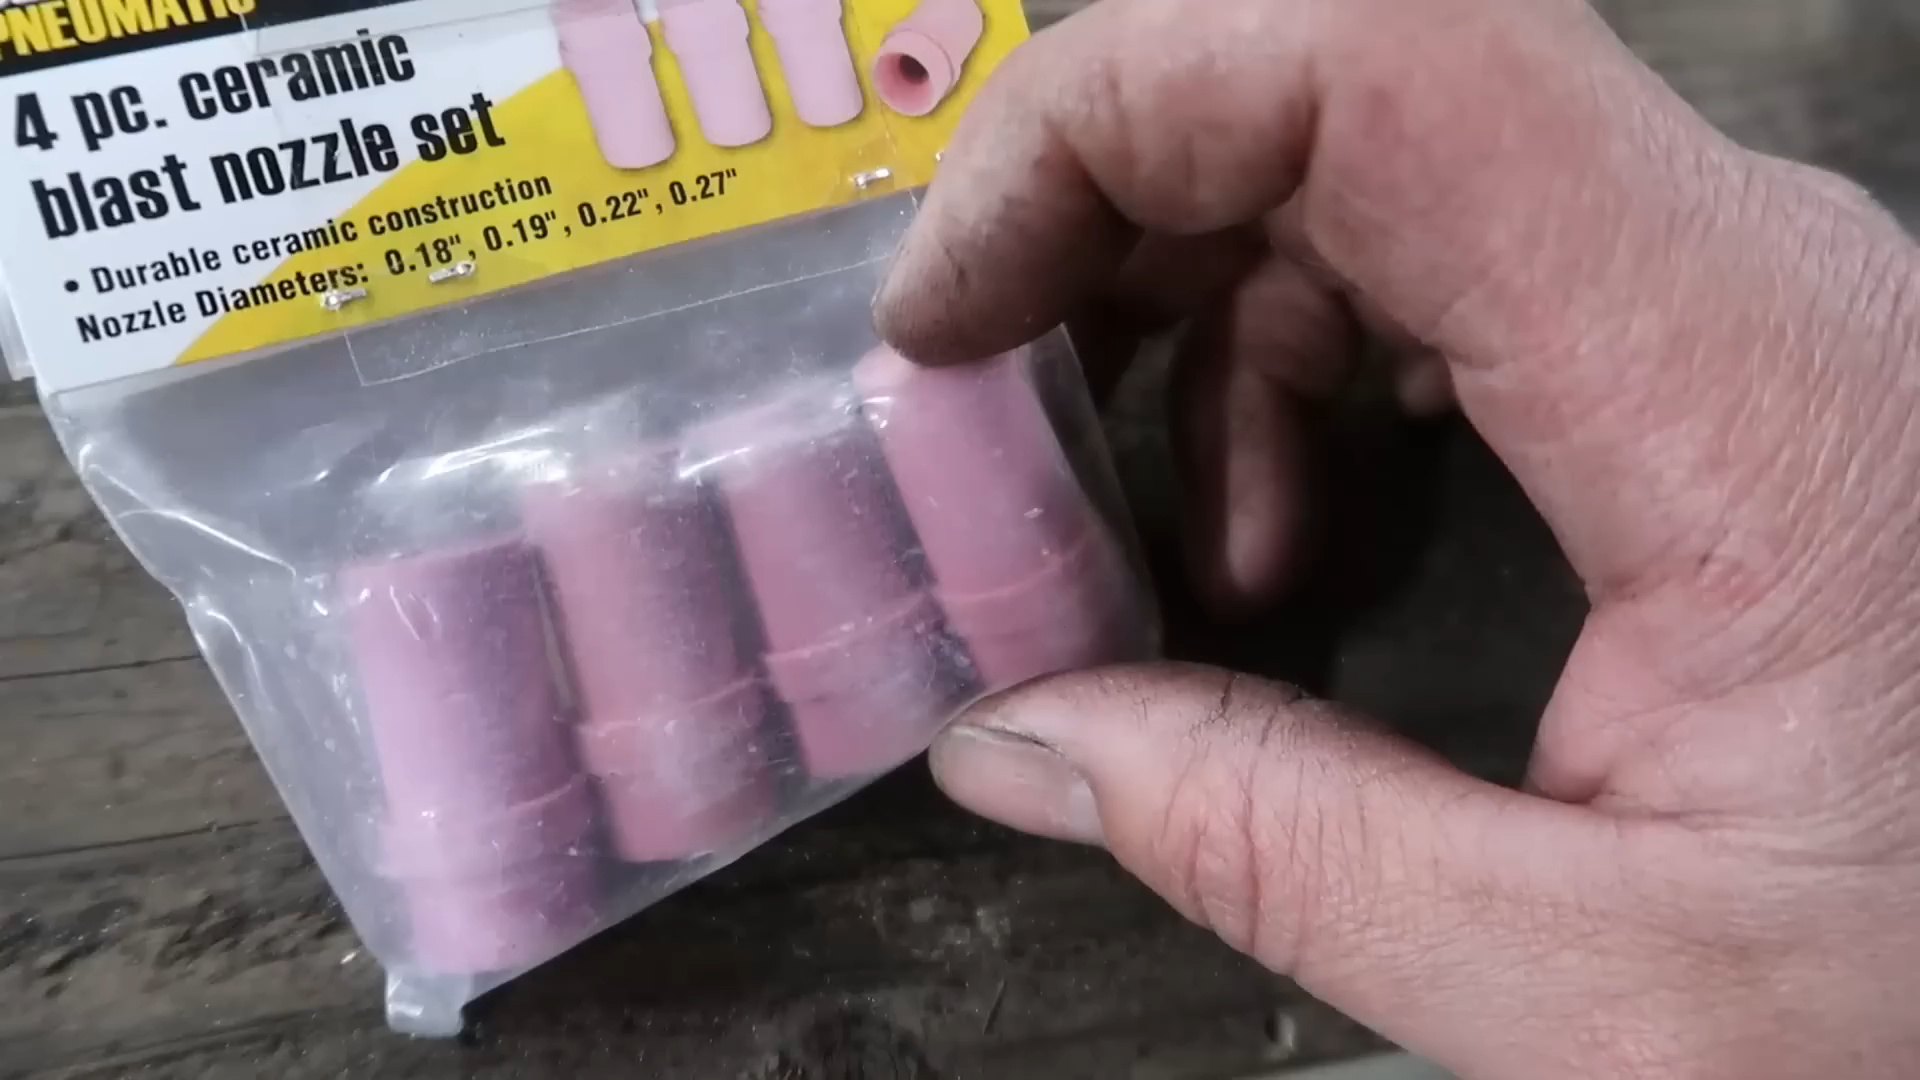 PNEUMATIC
4 pc. ceramic
blast nozzle set
• Durable ceramic construction
Nozzle Diameters: 0.18", 0.19", 0.22", 0.27"